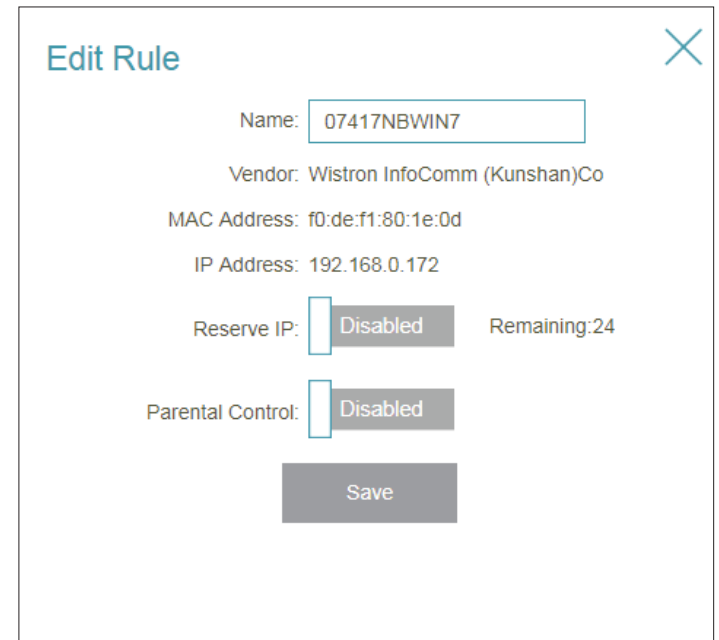 Edit Rule
Name: 07417NBWIN7
Vendor: Wistron InfoComm (Kunshan)Co
MAC Address: f0:de:f1:80:1e:0d
IP Address: 192.168.0.172
Reserve IP: Disabled Remaining:24
Parental Control: Disabled
Save